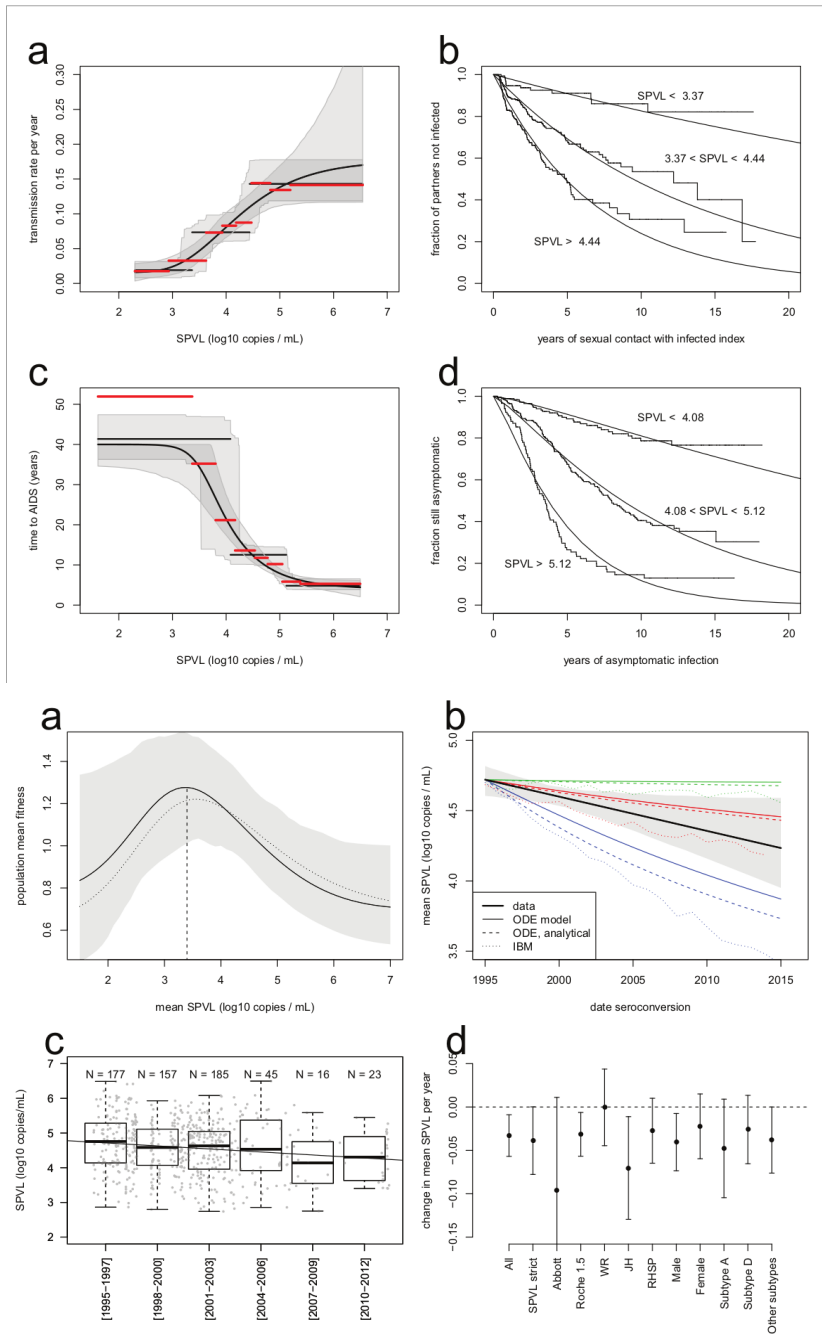 a
transmission rate per year
0.00 0.05 0.10 0.15 0.20 0.25 0.30
2 3 4 5 6 7
SPVL (log10 copies / mL)
b
fraction of partners not infected
0.0 0.2 0.4 0.6 0.8 1.0
SPVL < 3.37
3.37 < SPVL < 4.44
SPVL > 4.44
0 5 10 15 20
years of sexual contact with infected index
c
time to AIDS (years)
0 10 20 30 40 50
2 3 4 5 6 7
SPVL (log10 copies / mL)
d
fraction still asymptomatic
0.0 0.2 0.4 0.6 0.8 1.0
SPVL < 4.08
4.08 < SPVL < 5.12
SPVL > 5.12
0 5 10 15 20
years of asymptomatic infection
a
population mean fitness
0.6 0.8 1.0 1.2 1.4
2 3 4 5 6 7
mean SPVL (log10 copies / mL)
b
mean SPVL (log10 copies / mL)
3.5 4.0 4.5 5.0
data
ODE model
ODE, analytical
IBM
1995 2000 2005 2010 2015
date seroconversion
c
SPVL (log10 copies/mL)
2 3 4 5 6 7
N = 177 N = 157 N = 185 N = 45 N = 16 N = 23
[1995−1997]
[1998−2000]
[2001−2003]
[2004−2006]
[2007−2009]
[2010−2012]
d
change in mean SPVL per year
−0.15 −0.10 −0.05 0.00 0.05
All
SPVL strict
Abbott
Roche 1.5
WR
JH
RHSP
Male
Female
Subtype A
Subtype D
Other subtypes